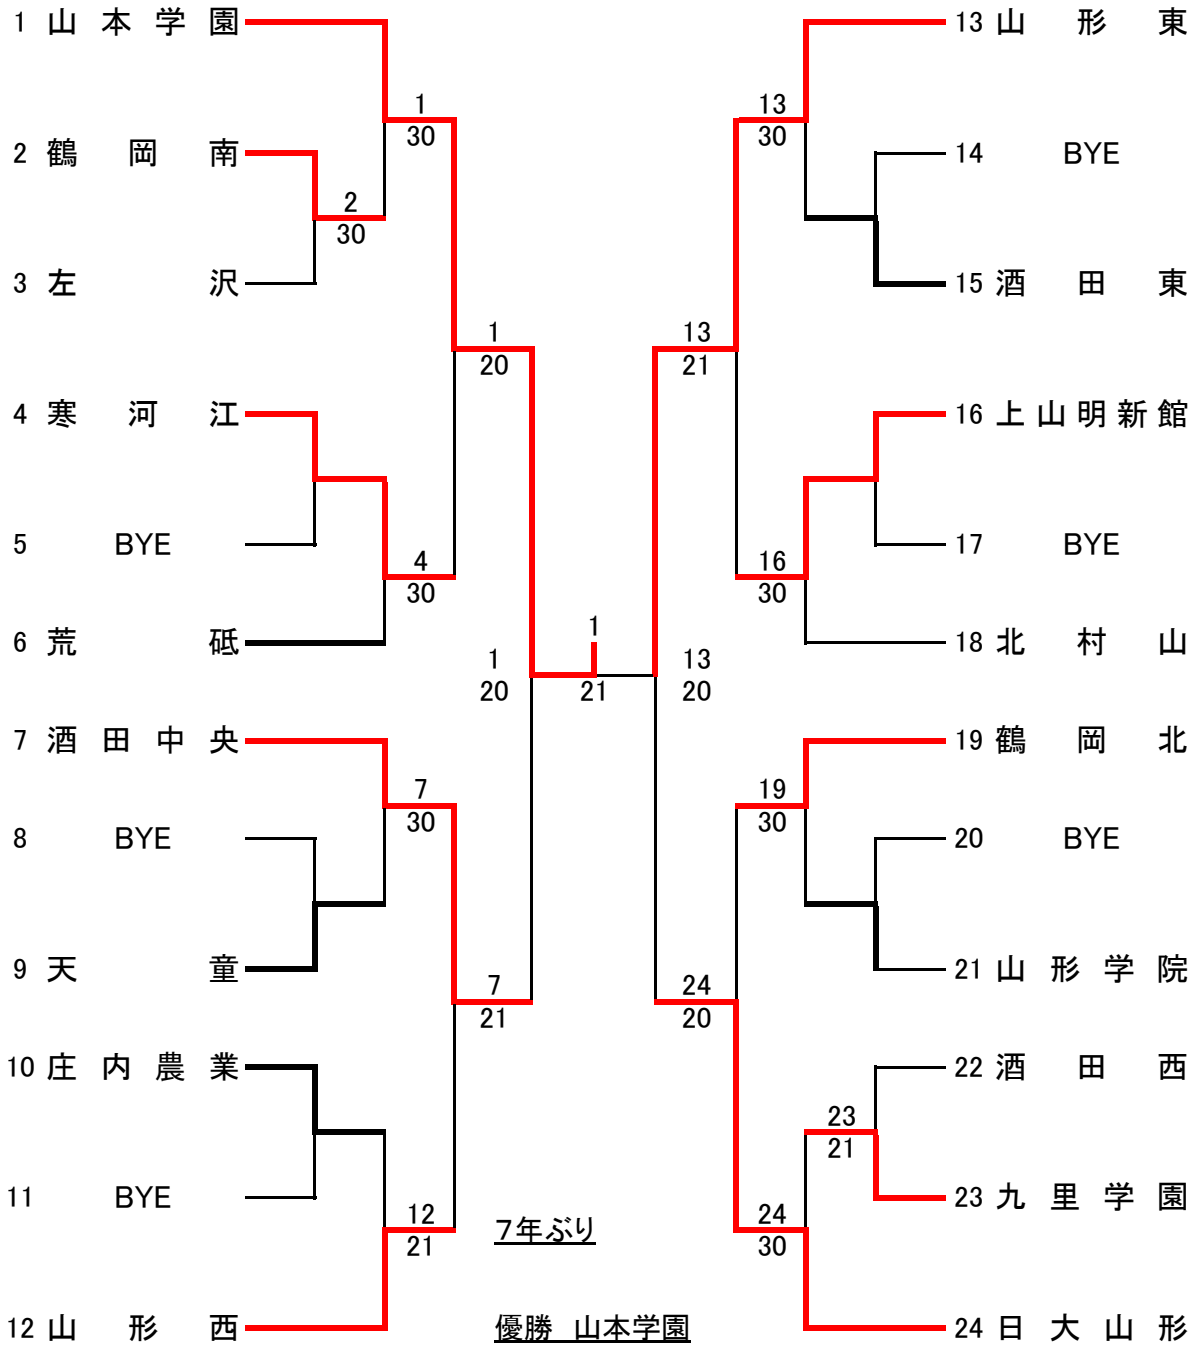 1 山本学園
2 鶴岡南
3 左沢
4 寒河江
5 BYE
6 荒砥
7 酒田中央
8 BYE
9 天童
10 庄内農業
11 BYE
12 山形西
1
30
2
30
1
20
4
30
1
20
7
30
7
21
12
21
1
21
7年ぶり
優勝 山本学園
13
30
13
21
16
30
13
20
19
30
24
20
23
21
24
30
13 山形東
14 BYE
15 酒田東
16 上山明新館
17 BYE
18 北村山
19 鶴岡北
20 BYE
21 山形学院
22 酒田西
23 九里学園
24 日大山形